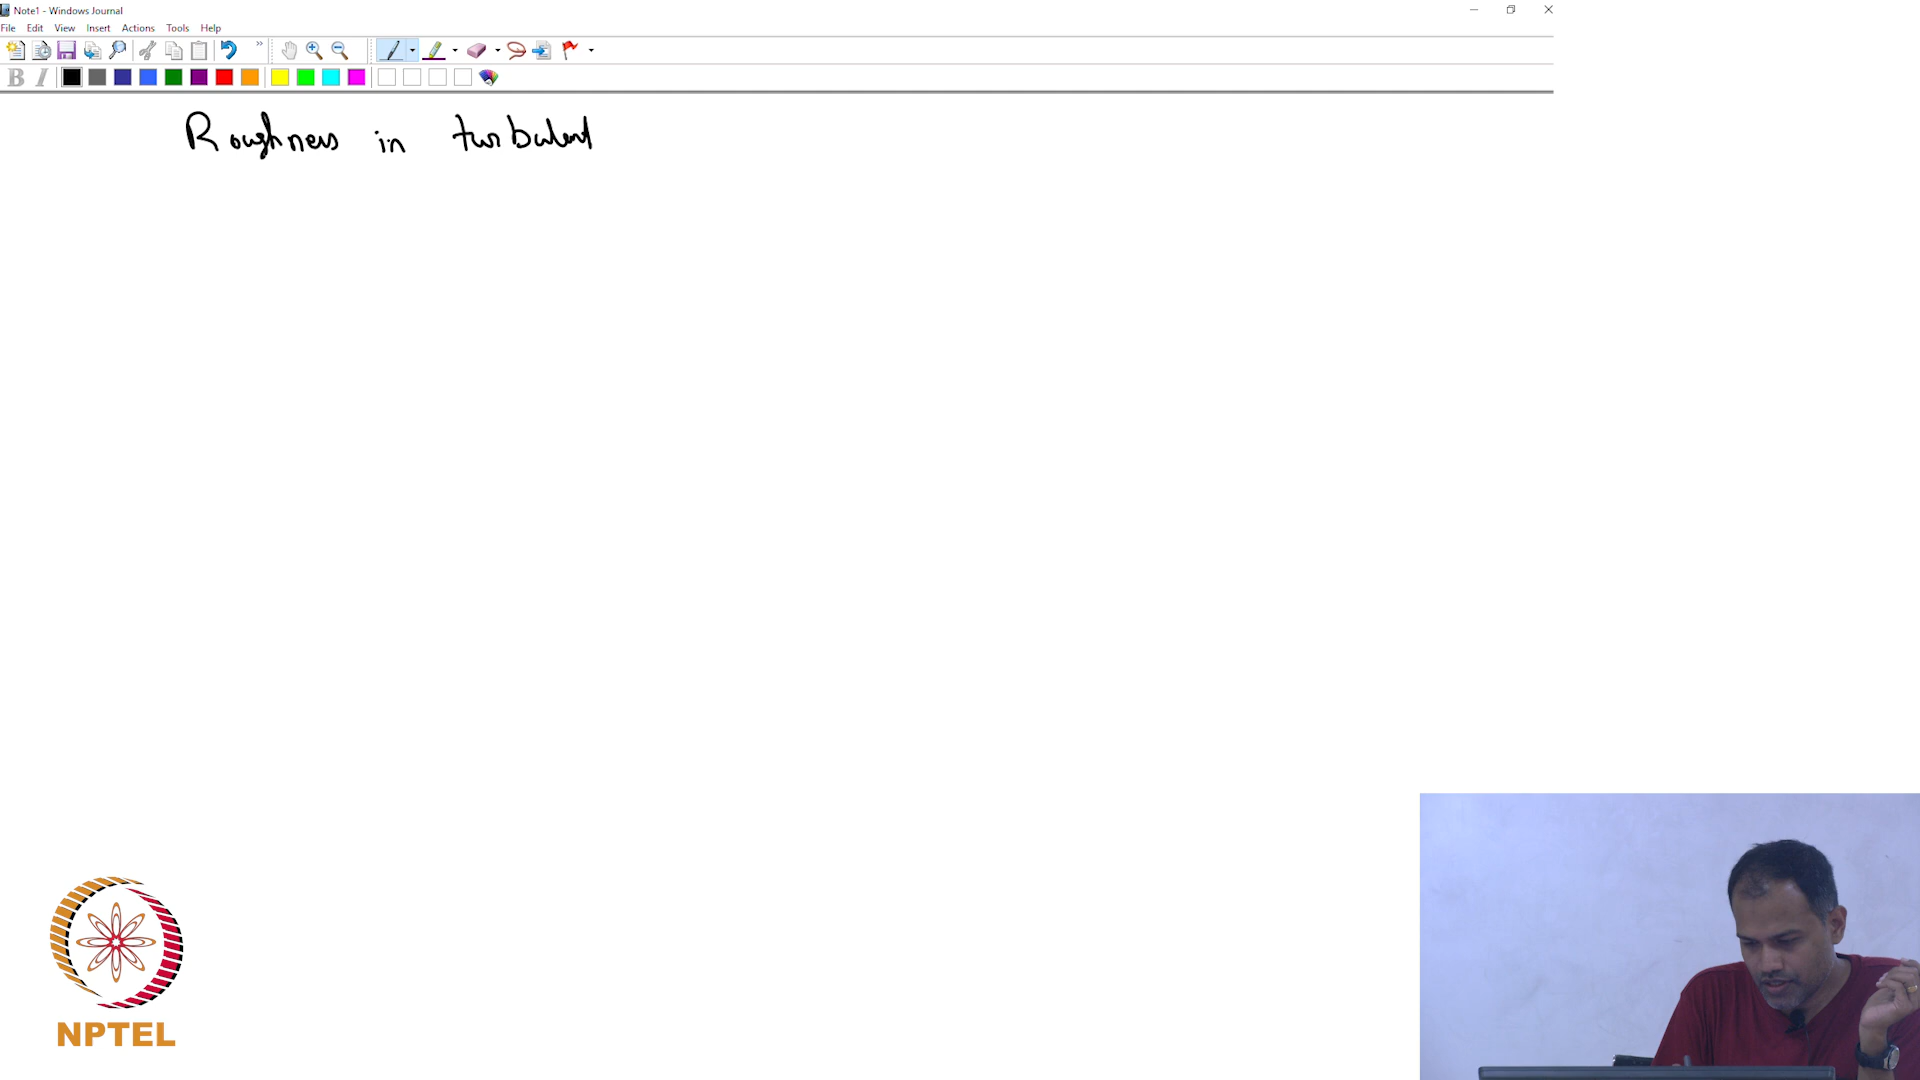 Note1 - Windows Journal
File Edit View Insert Actions Tools Help
B I
Roughness in turbulent
NPTEL